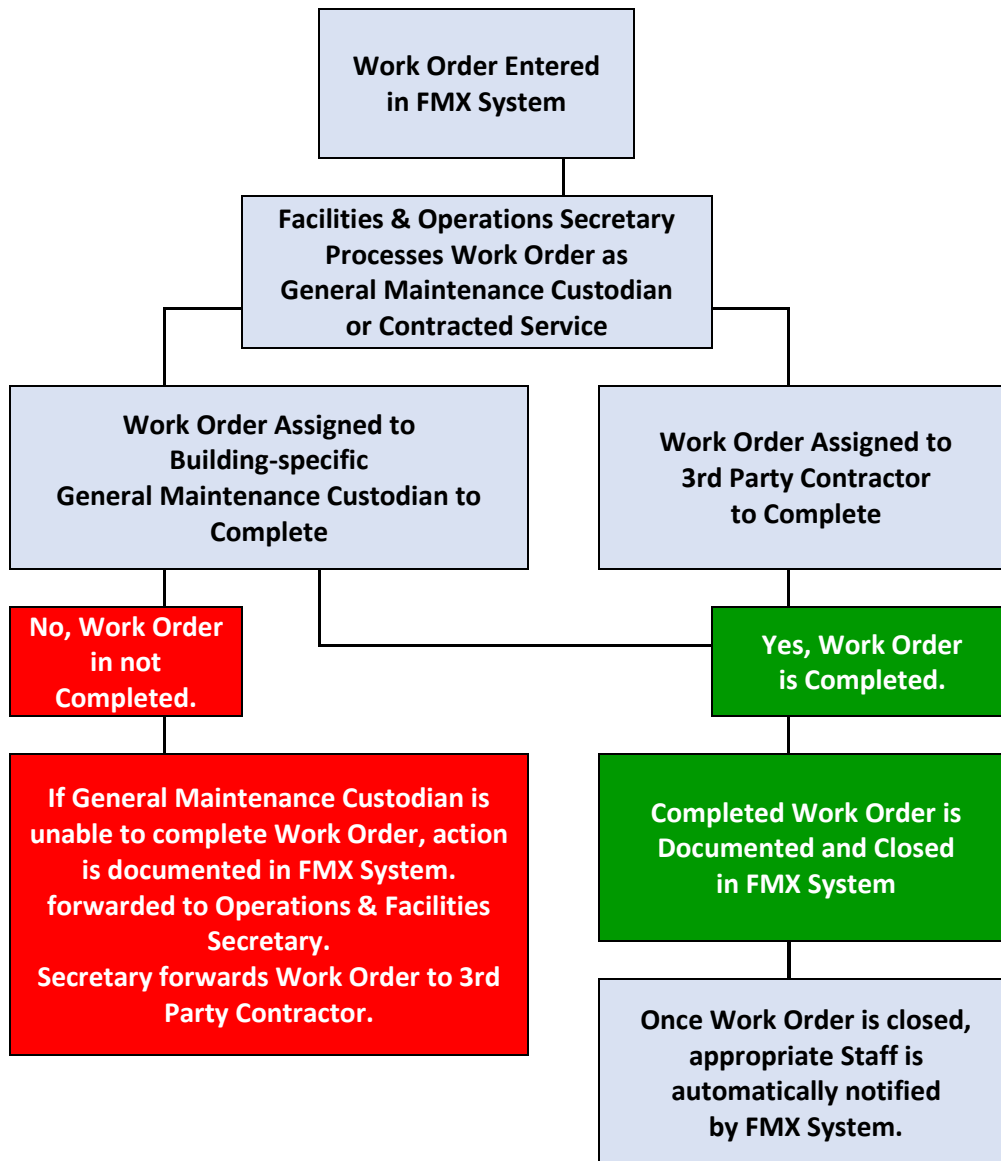 Work Order Entered
in FMX System
Facilities & Operations Secretary
Processes Work Order as
General Maintenance Custodian
or Contracted Service
Work Order Assigned to
Building-specific
General Maintenance Custodian to
Complete
Work Order Assigned to
3rd Party Contractor
to Complete
No, Work Order
in not
Completed.
Yes, Work Order
is Completed.
If General Maintenance Custodian is
unable to complete Work Order, action
is documented in FMX System.
forwarded to Operations & Facilities
Secretary.
Secretary forwards Work Order to 3rd
Party Contractor.
Completed Work Order is
Documented and Closed
in FMX System
Once Work Order is closed,
appropriate Staff is
automatically notified
by FMX System.